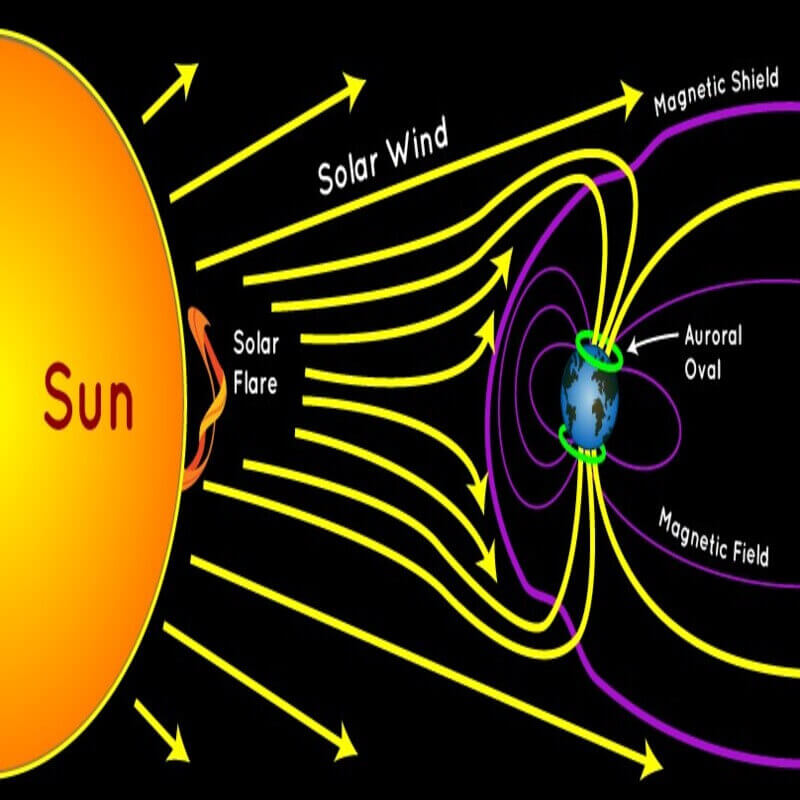 Magnetic Shield
Solar Wind
Solar
Flare
Auroral
Oval
Sun
Magnetic Field